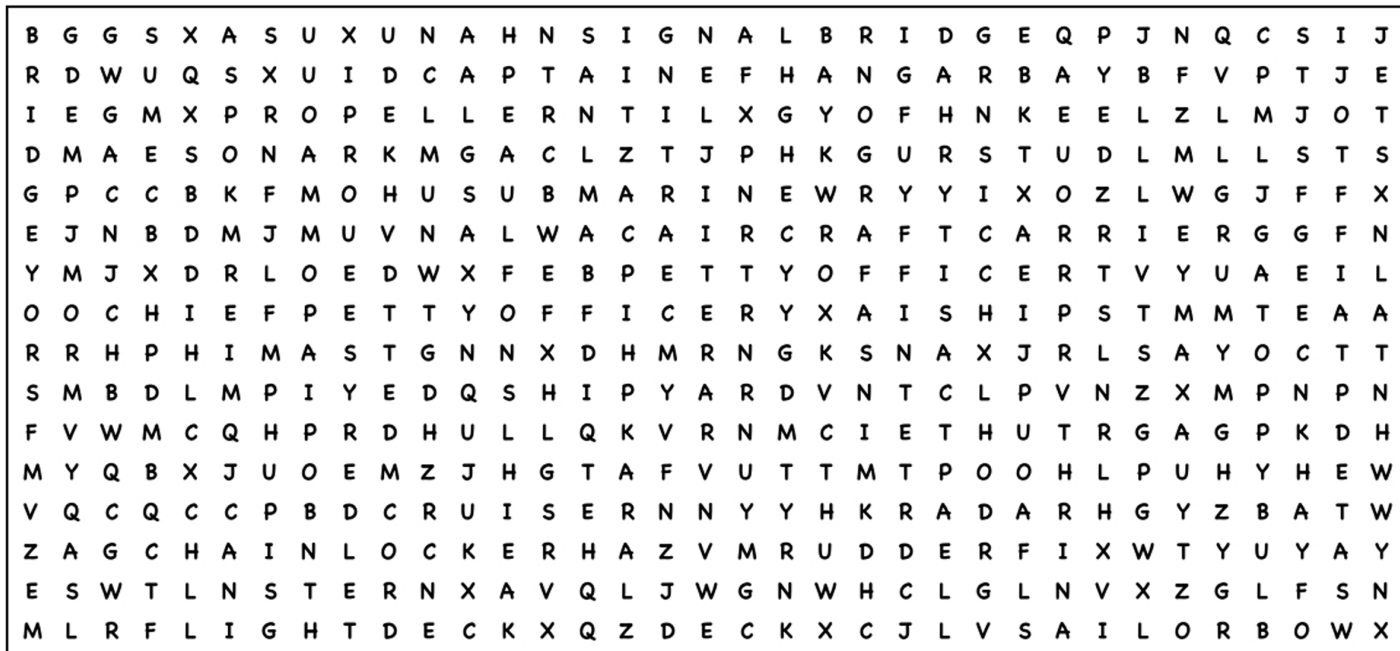 B G G S X A S U X U N A H N S I G N A L B R I D G E Q P J N Q C S I J
R D W U Q S X U I D C A P T A I N E F H A N G A R B A Y B F V P T J E
I E G M X P R O P E L L E R N T I L X G Y O F H N K E E L Z L M J O T
D M A E S O N A R K M G A C L Z T J P H K G U R S T U D L M L L S T S
G P C C B K F M O H U S U B M A R I N E W R Y Y I X O Z L W G J F F X
E J N B D M J M U V N A L W A C A I R C R A F T C A R R I E R G G F N
Y M J X D R L O E D W X F E B P E T T Y O F F I C E R T V Y U A E I L
O O C H I E F P E T T Y O F F I C E R Y X A I S H I P S T M M T E A A
R R H P H I M A S T G N N X D H M R N G K S N A X J R L S A Y O C T T
S M B D L M P I Y E D Q S H I P Y A R D V N T C L P V N Z X M P N P N
F V W M C Q H P R D H U L L Q K V R N M C I E T H U T R G A G P K D H
M Y Q B X J U O E M Z J H G T A F V U T T M T P O O H L P U H Y H E W
V Q C Q C C P B D C R U I S E R N N Y Y H K R A D A R H G Y Z B A T W
Z A G C H A I N L O C K E R H A Z V M R U D D E R F I X W T Y U Y A Y
E S W T L N S T E R N X A V Q L J W G N W H C L G L N V X Z G L F S N
M L R F L I G H T D E C K X Q Z D E C K X C J L V S A I L O R B O W X